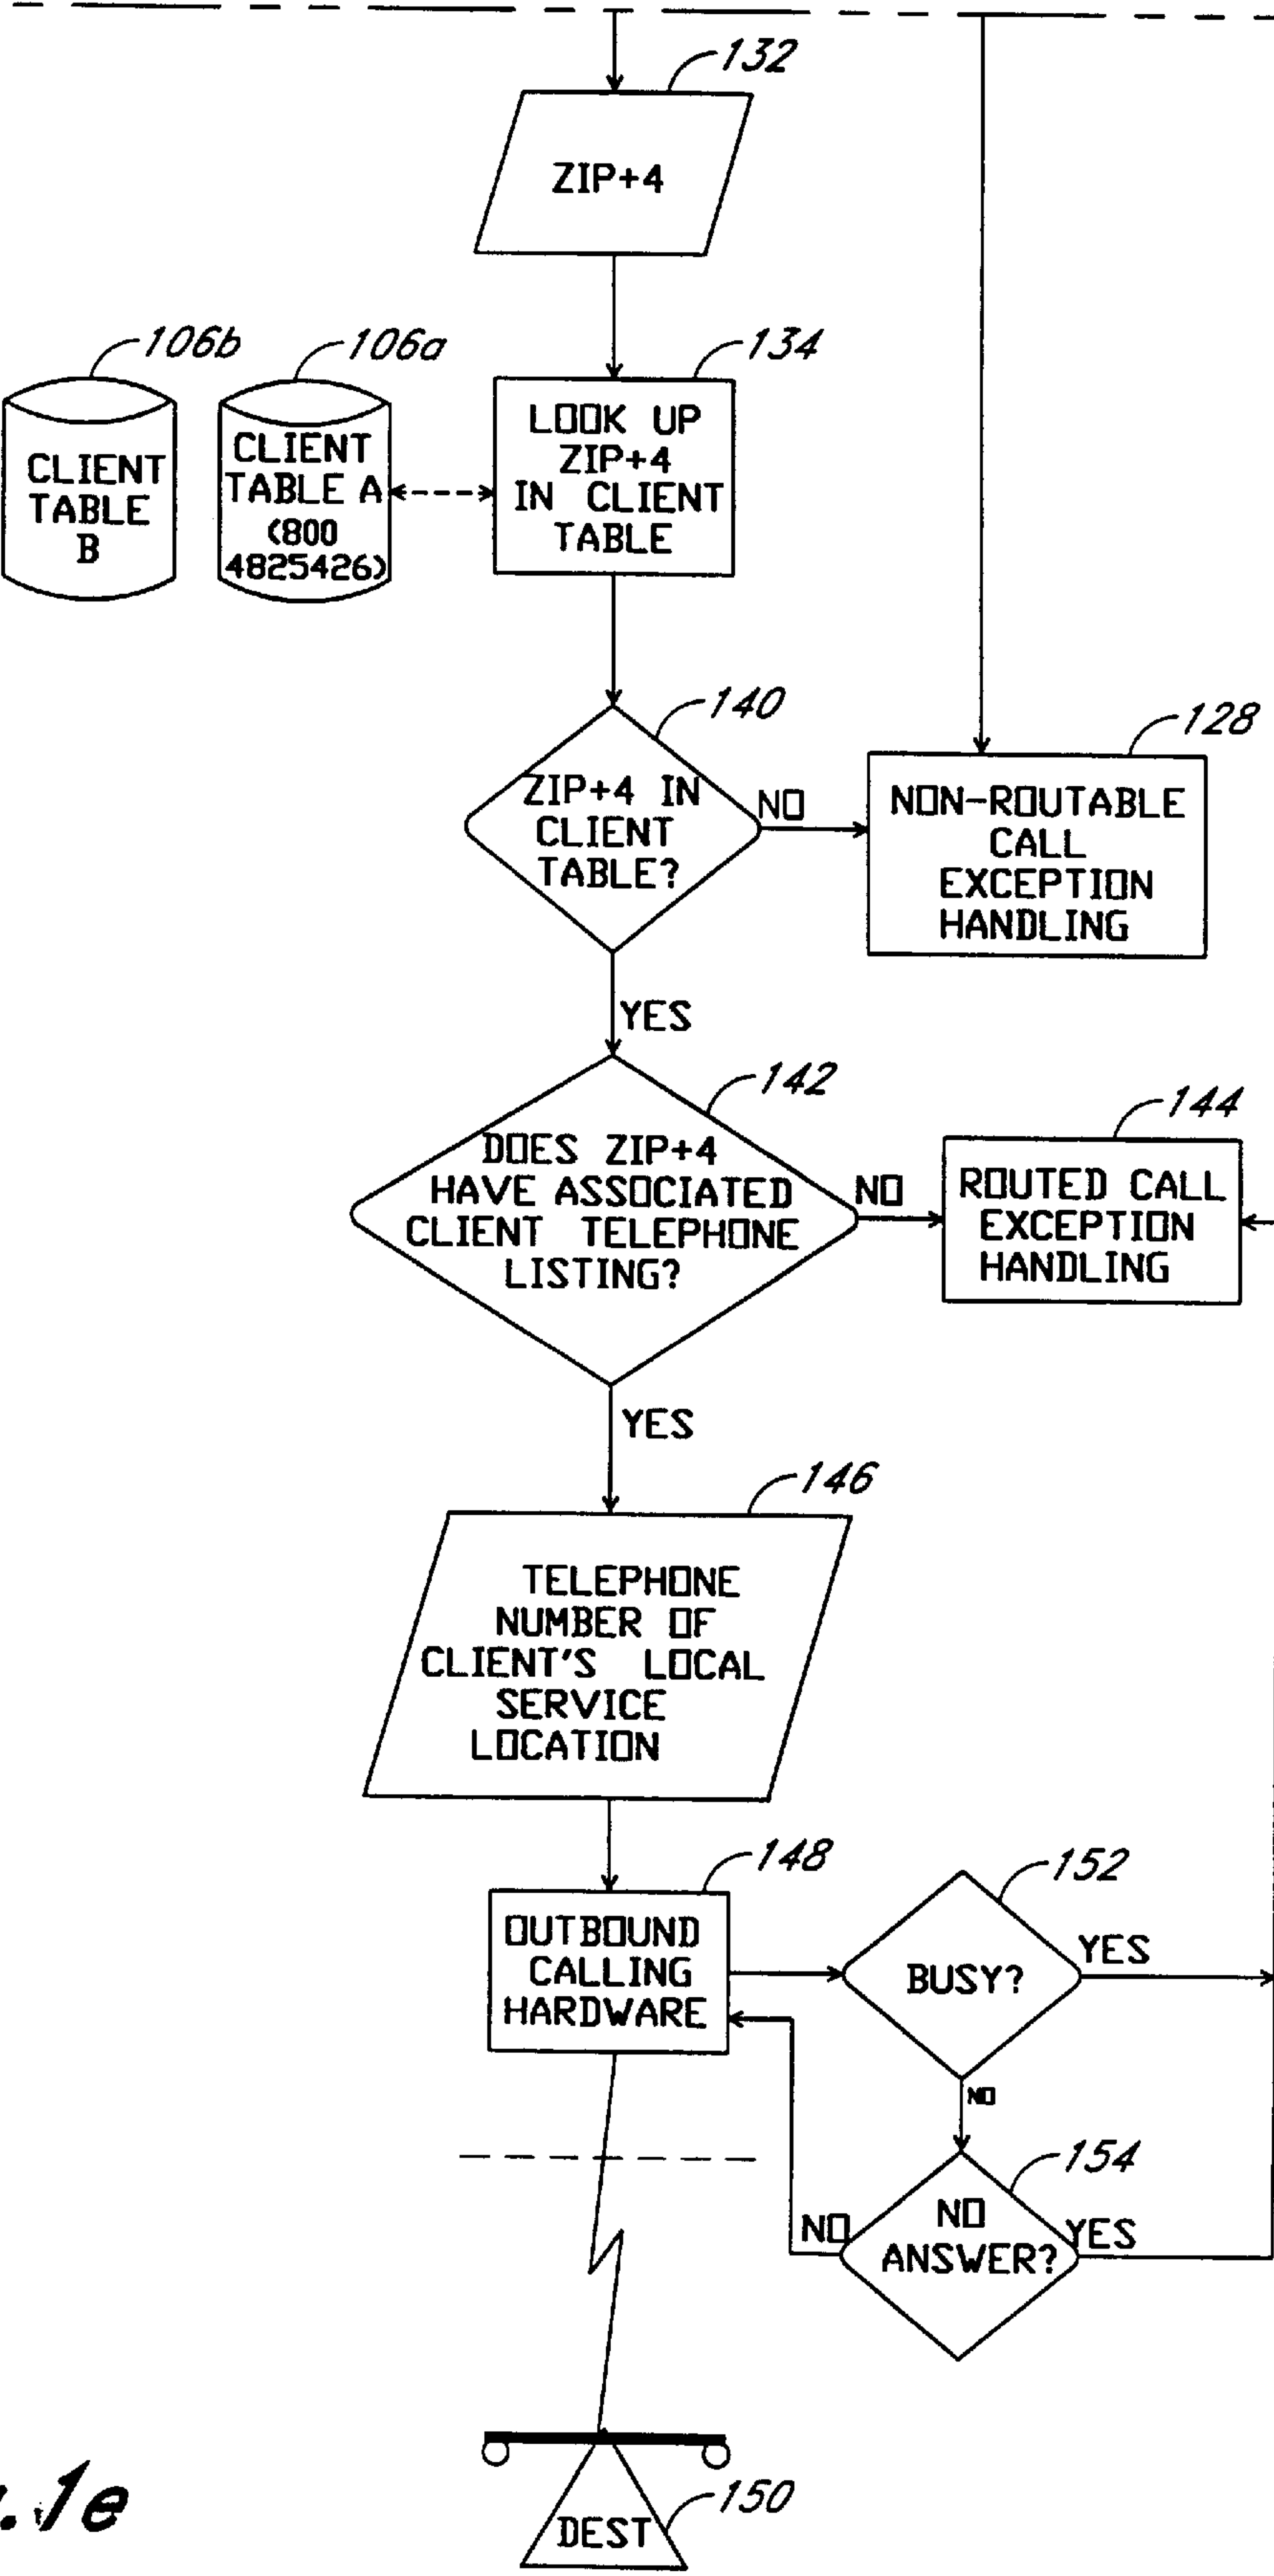 132
ZIP+4
106b
106a
134
CLIENT
TABLE
B
CLIENT
TABLE A
(800
4825426)
LOOK UP
ZIP+4
IN CLIENT
TABLE
140
128
ZIP+4 IN
CLIENT
TABLE?
NO
NON-ROUTABLE
CALL
EXCEPTION
HANDLING
YES
142
144
DOES ZIP+4
HAVE ASSOCIATED
CLIENT TELEPHONE
LISTING?
NO
ROUTED CALL
EXCEPTION
HANDLING
YES
146
TELEPHONE
NUMBER OF
CLIENT'S LOCAL
SERVICE
LOCATION
148
152
OUTBOUND
CALLING
HARDWARE
BUSY?
YES
NO
154
NO
NO
ANSWER?
YES
150
DEST
. 1e